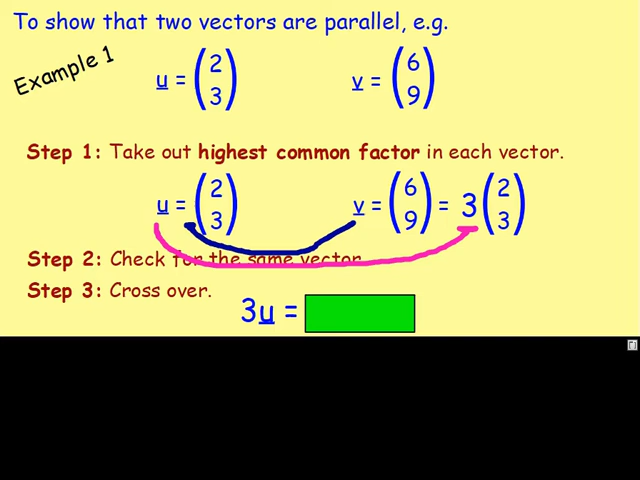 To show that two vectors are parallel, e.g.
Example 1
u = (2 3) v = (6 9)
Step 1: Take out highest common factor in each vector.
u = (2 3) v = (6 9) = 3 (2 3)
Step 2: Check for the same vector.
Step 3: Cross over.
3u =